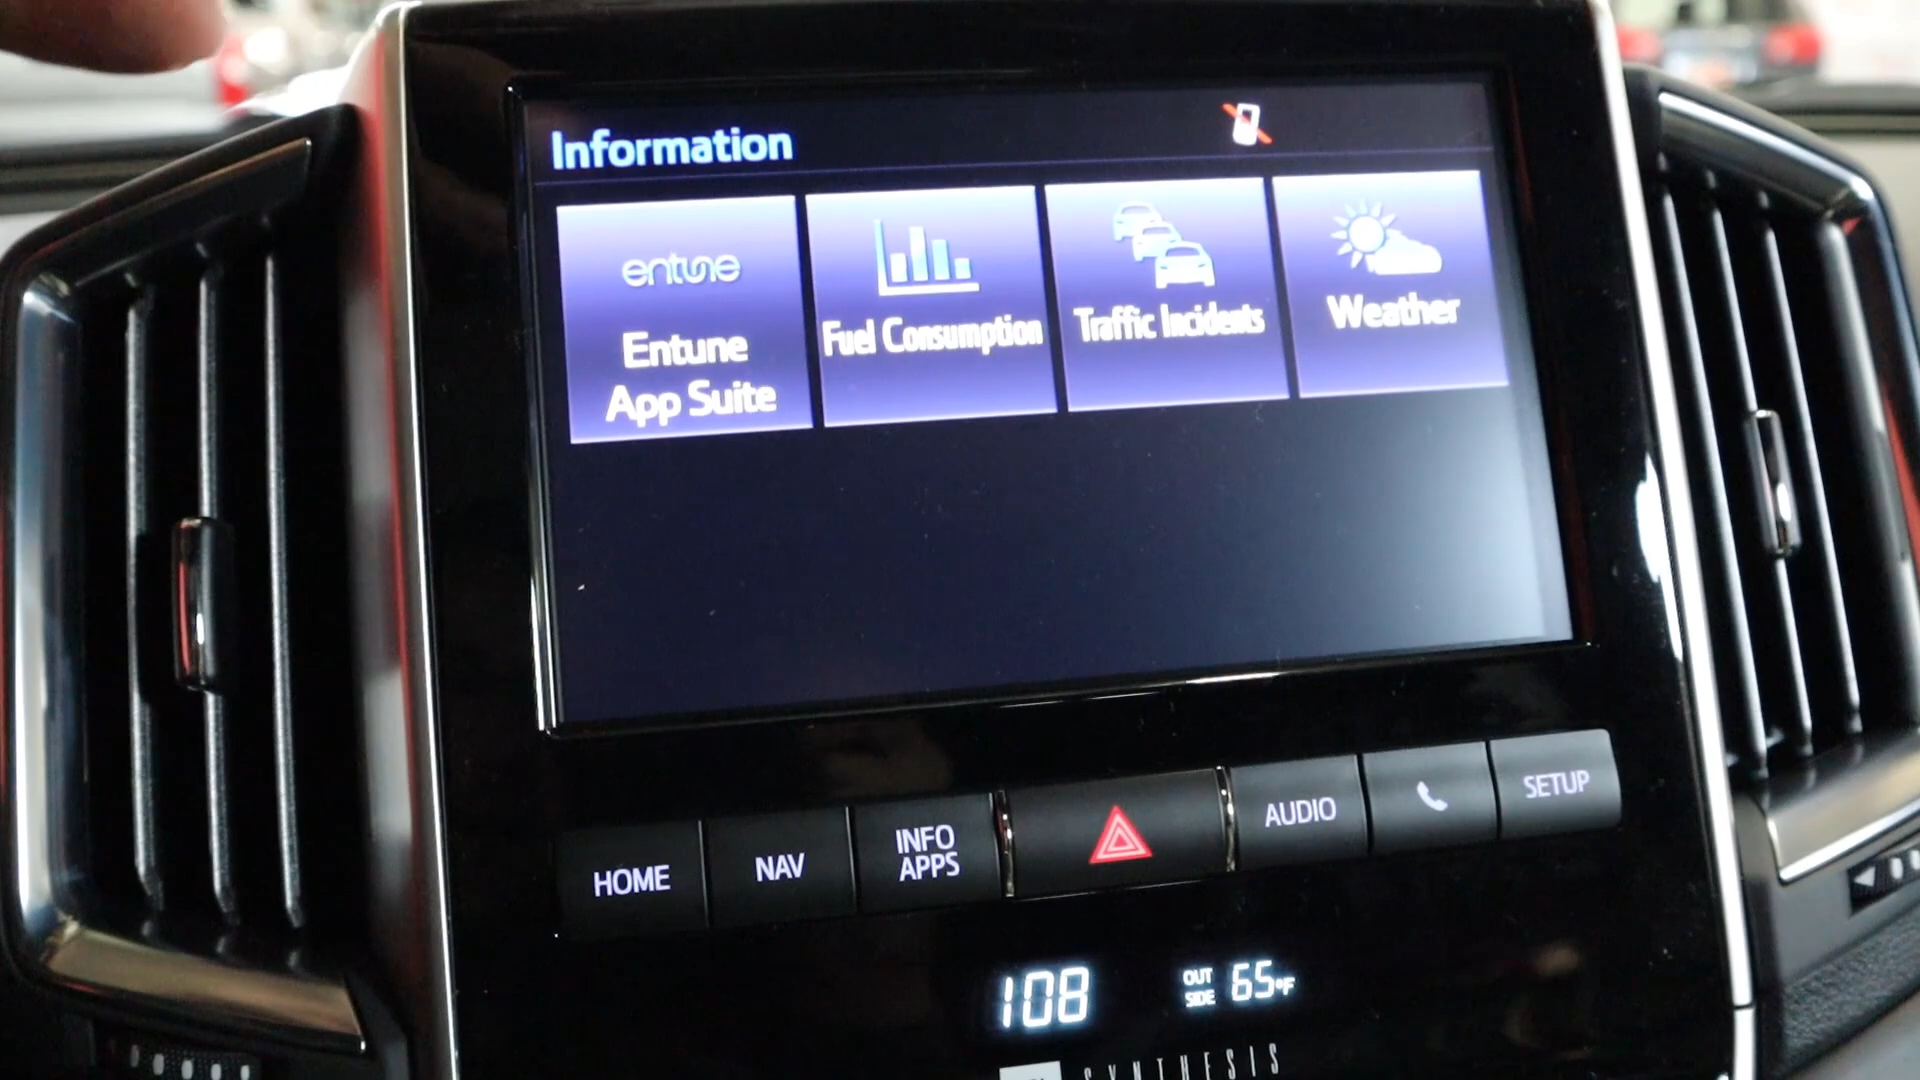 Information
entune
Entune
App Suite
Fuel Consumption
Traffic Incidents
Weather
HOME
NAV
INFO
APPS
AUDIO
SETUP
108
OUT
SIDE
65°F
SYNTHESIS